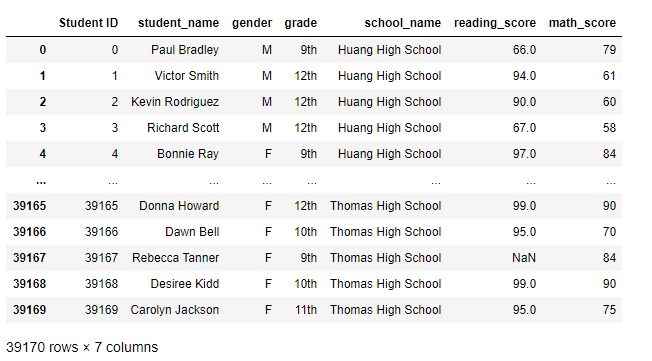 Student ID student_name gender grade school_name reading_score math_score
0 0 Paul Bradley M 9th Huang High School 66.0 79
1 1 Victor Smith M 12th Huang High School 94.0 61
2 2 Kevin Rodriguez M 12th Huang High School 90.0 60
3 3 Richard Scott M 12th Huang High School 67.0 58
4 4 Bonnie Ray F 9th Huang High School 97.0 84
... ... ... ... ... ... ... ...
39165 39165 Donna Howard F 12th Thomas High School 99.0 90
39166 39166 Dawn Bell F 10th Thomas High School 95.0 70
39167 39167 Rebecca Tanner F 9th Thomas High School NaN 84
39168 39168 Desiree Kidd F 10th Thomas High School 99.0 90
39169 39169 Carolyn Jackson F 11th Thomas High School 95.0 75
39170 rows × 7 columns